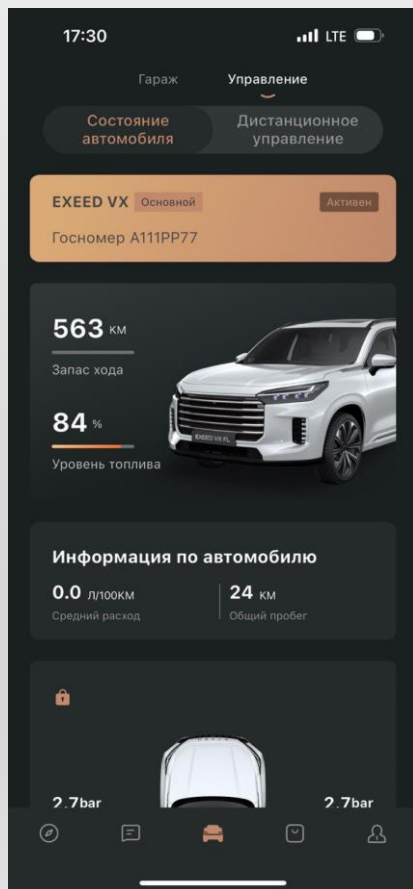 17:30
LTE
Гараж
Управление
Состояние
автомобиля
Дистанционное
управление
EXEED VX Основной
Активен
Госномер А111РР77
563 км
Запас хода
84 %
Уровень топлива
EXEED VX FL
Информация по автомобилю
0.0 л/100км
Средний расход
24 км
Общий пробег
2.7bar
2.7bar